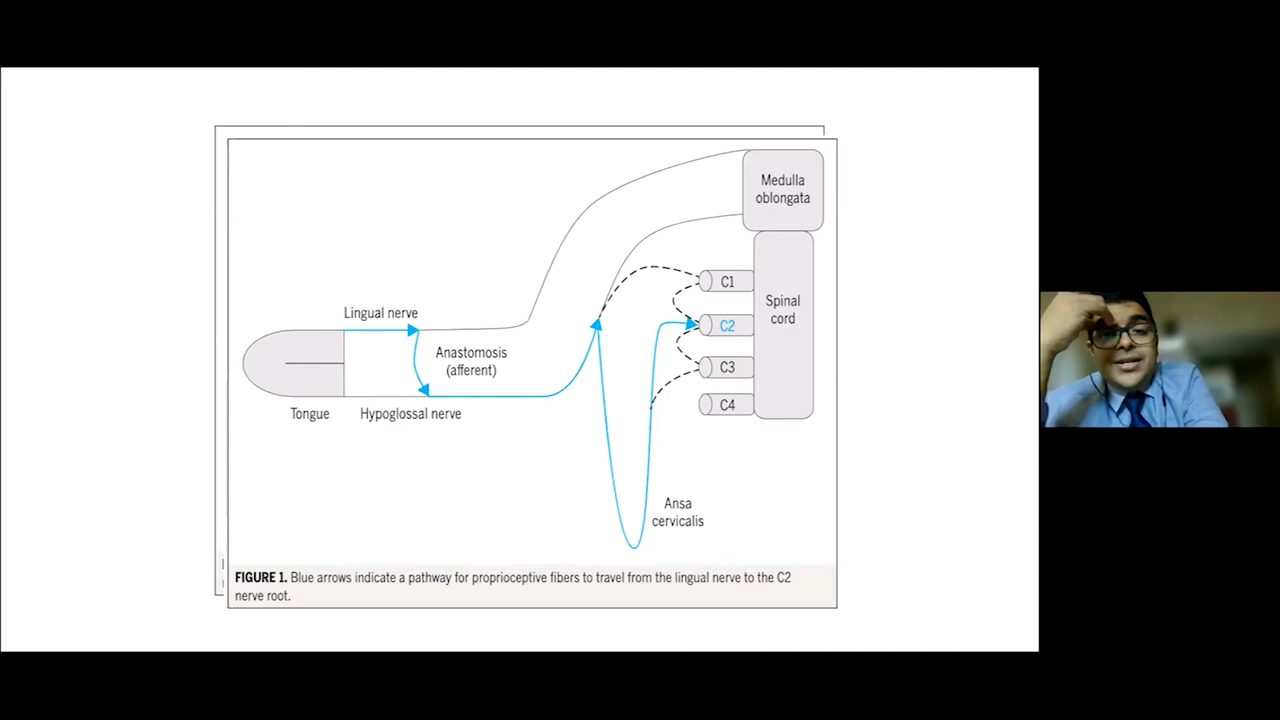 Medulla
oblongata
C1
C2
C3
C4
Spinal
cord
Lingual nerve
Anastomosis
(afferent)
Tongue
Hypoglossal nerve
Ansa
cervicalis
FIGURE 1. Blue arrows indicate a pathway for proprioceptive fibers to travel from the lingual nerve to the C2
nerve root.